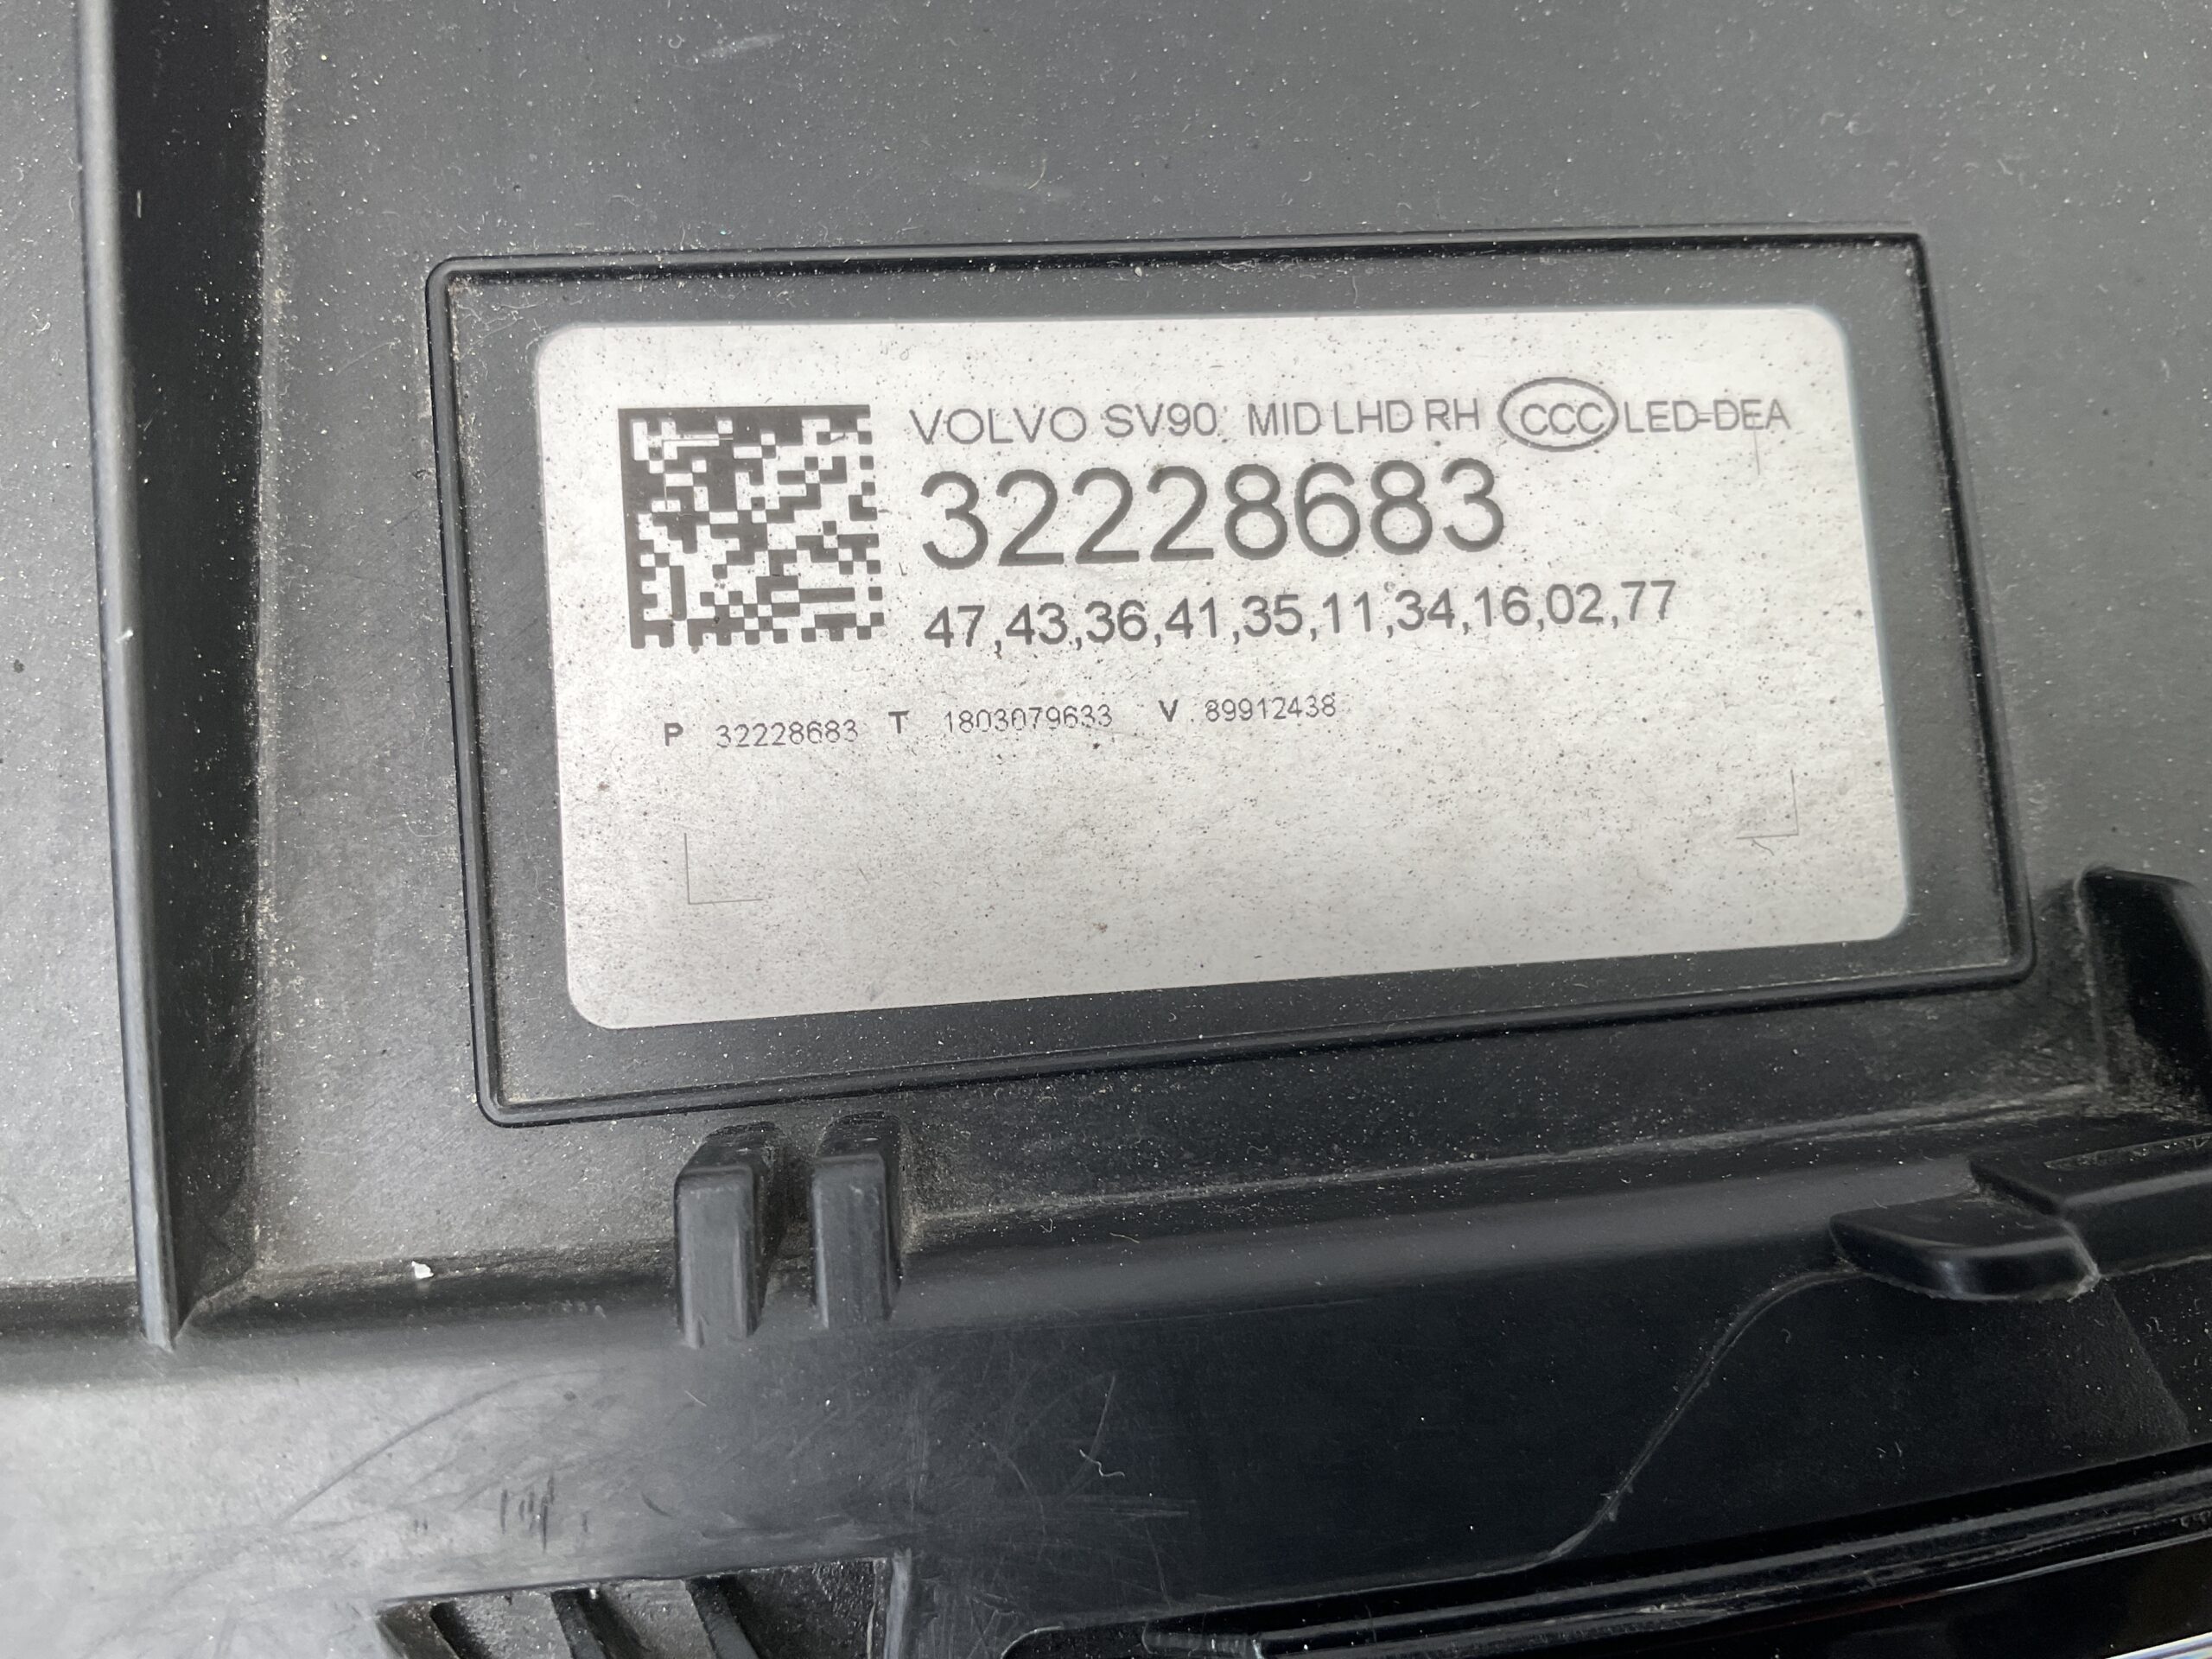 VOLVO SV90 MID LHD RH CCC LED-DEA
32228683
47,43,36,41,35,11,34,16,02,77
P 32228683 T 1803079633 V 89912438